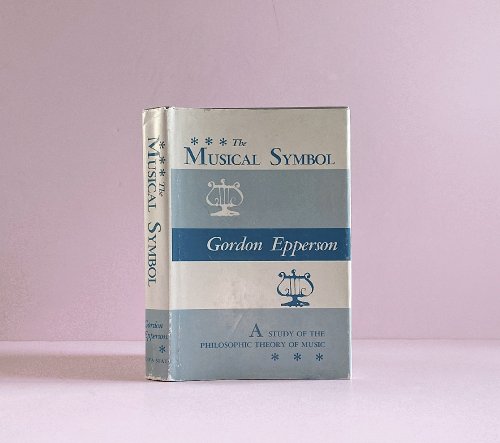 * * * The
MUSICAL SYMBOL
Gordon Epperson
A STUDY OF THE
PHILOSOPHIC THEORY OF MUSIC
* * *
* * * The
MUSICAL SYMBOL
Gordon
Epperson
*